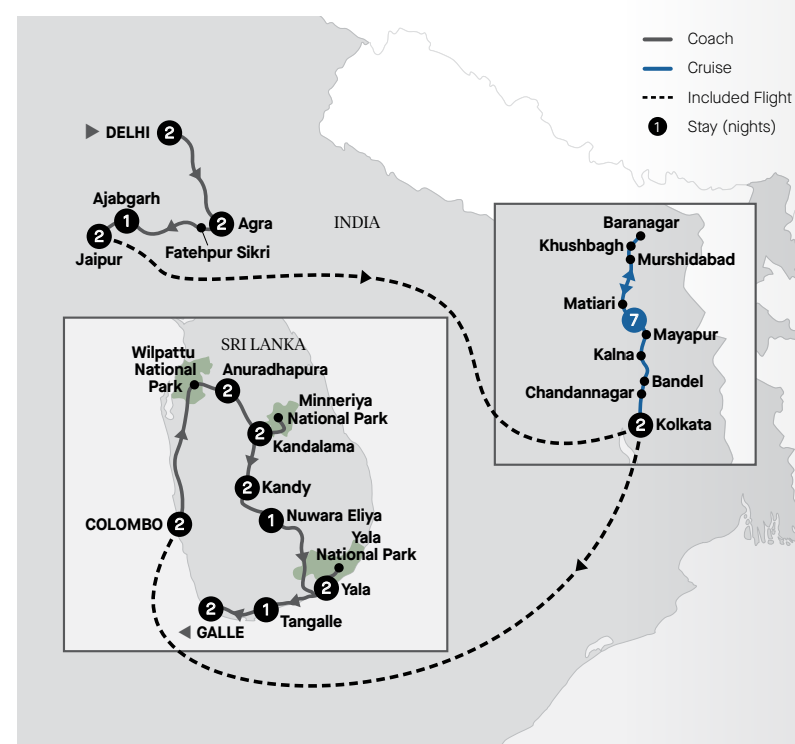 Coach
Cruise
Included Flight
1 Stay (nights)
DELHI 2
Ajabgarh
1
2 Agra
2
Jaipur
Fatehpur Sikri
INDIA
Baranagar
Khushbagh
Murshidabad
Matiari
7
Mayapur
Kalna
Bandel
Chandannagar
2 Kolkata
SRI LANKA
Wilpattu
National
Park
Anuradhapura
2
Minneriya
National Park
2
Kandalama
2 Kandy
COLOMBO 2
1 Nuwara Eliya
Yala
National Park
2 Yala
2
1
Tangalle
GALLE